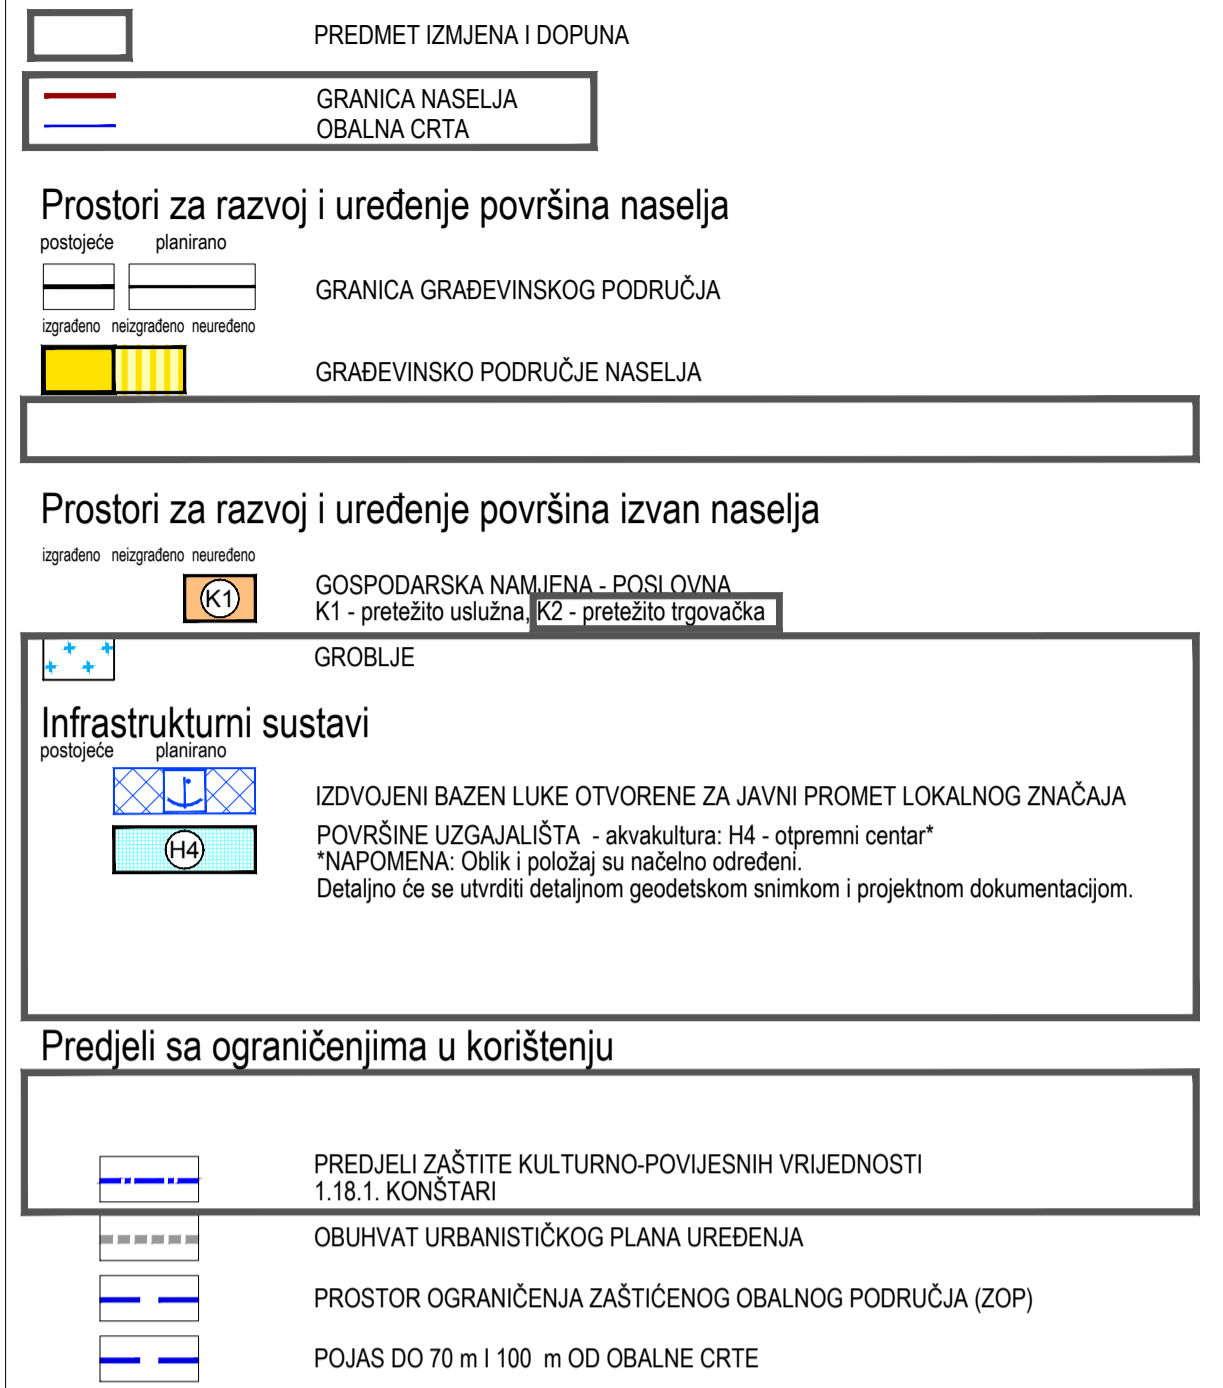 PREDMET IZMJENA I DOPUNA
GRANICA NASELJA
OBALNA CRTA
Prostori za razvoj i uređenje površina naselja
postojeće planirano
GRANICA GRAĐEVINSKOG PODRUČJA
izgrađeno neizgrađeno neuređeno
GRAĐEVINSKO PODRUČJE NASELJA
Prostori za razvoj i uređenje površina izvan naselja
izgrađeno neizgrađeno neuređeno
K1
GOSPODARSKA NAMJENA - POSLOVNA
K1 - pretežito uslužna, K2 - pretežito trgovačka
GROBLJE
Infrastrukturni sustavi
postojeće planirano
IZDVOJENI BAZEN LUKE OTVORENE ZA JAVNI PROMET LOKALNOG ZNAČAJA
H4
POVRŠINE UZGAJALIŠTA - akvakultura: H4 - otpremni centar*
*NAPOMENA: Oblik i položaj su načelno određeni.
Detaljno će se utvrditi detaljnom geodetskom snimkom i projektnom dokumentacijom.
Predjeli sa ograničenjima u korištenju
PREDJELI ZAŠTITE KULTURNO-POVIJESNIH VRIJEDNOSTI
1.18.1. KONŠTARI
OBUHVAT URBANISTIČKOG PLANA UREĐENJA
PROSTOR OGRANIČENJA ZAŠTIĆENOG OBALNOG PODRUČJA (ZOP)
POJAS DO 70 m I 100 m OD OBALNE CRTE